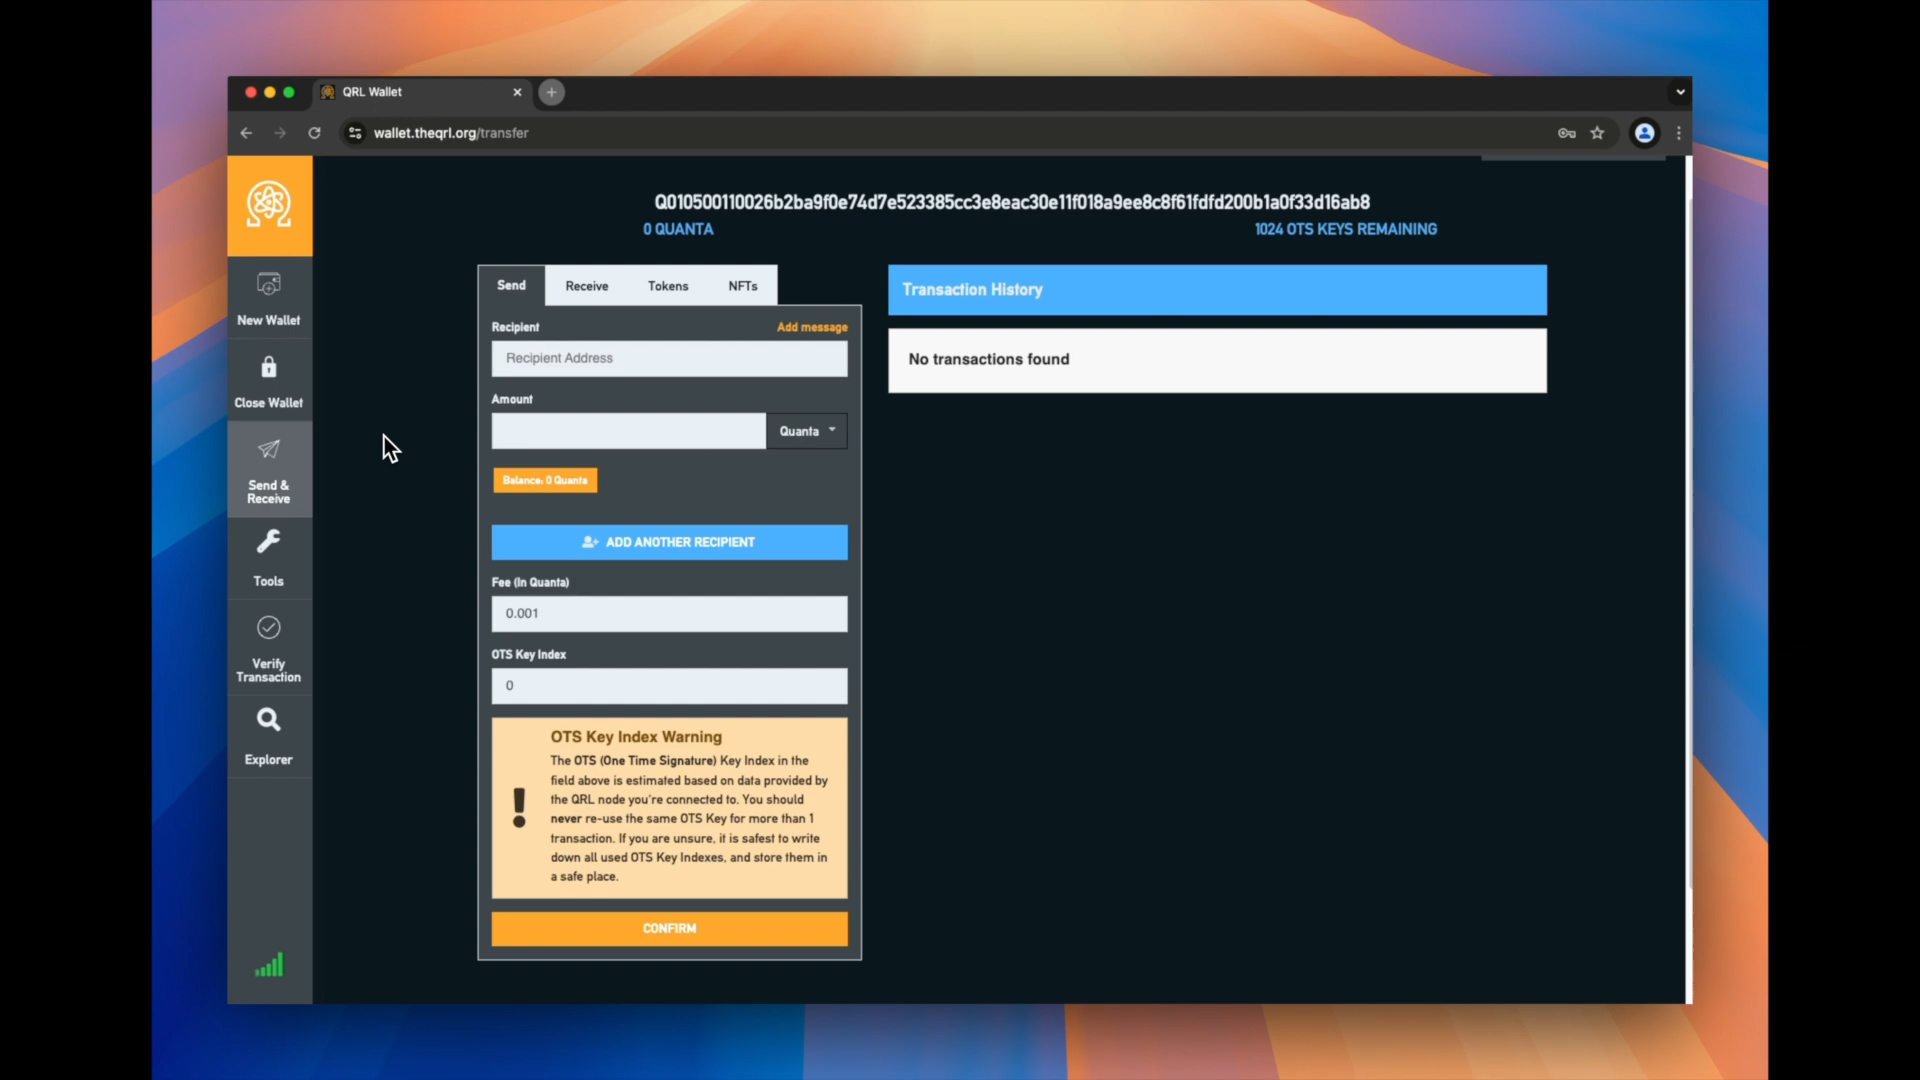 QRL Wallet
wallet.theqrl.org/transfer
Q010500110026b2ba9f0e74d7e523385cc3e8eac30e11f018a9ee8c8f61fdfd200b1a0f33d16ab8
0 QUANTA
1024 OTS KEYS REMAINING
New Wallet
Close Wallet
Send &
Receive
Tools
Verify
Transaction
Explorer
Send
Receive
Tokens
NFTs
Recipient
Add message
Recipient Address
Amount
Quanta
Balance: 0 Quanta
ADD ANOTHER RECIPIENT
Fee (In Quanta)
0.001
OTS Key Index
0
OTS Key Index Warning
The OTS (One Time Signature) Key Index in the
field above is estimated based on data provided by
the QRL node you're connected to. You should
never re-use the same OTS Key for more than 1
transaction. If you are unsure, it is safest to write
down all used OTS Key Indexes, and store them in
a safe place.
CONFIRM
Transaction History
No transactions found